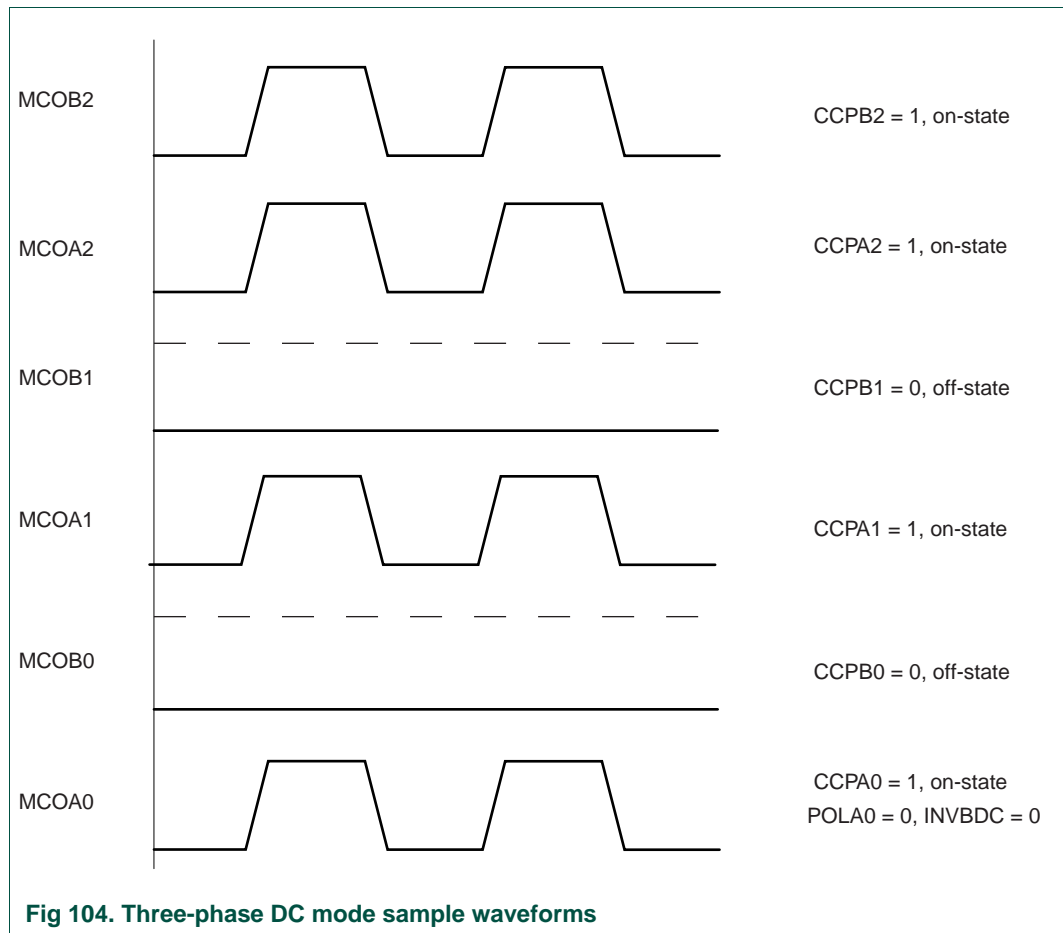 MCOB2
CCPB2 = 1, on-state
MCOA2
CCPA2 = 1, on-state
MCOB1
CCPB1 = 0, off-state
MCOA1
CCPA1 = 1, on-state
MCOB0
CCPB0 = 0, off-state
MCOA0
CCPA0 = 1, on-state
POLA0 = 0, INVBDC = 0
Fig 104. Three-phase DC mode sample waveforms